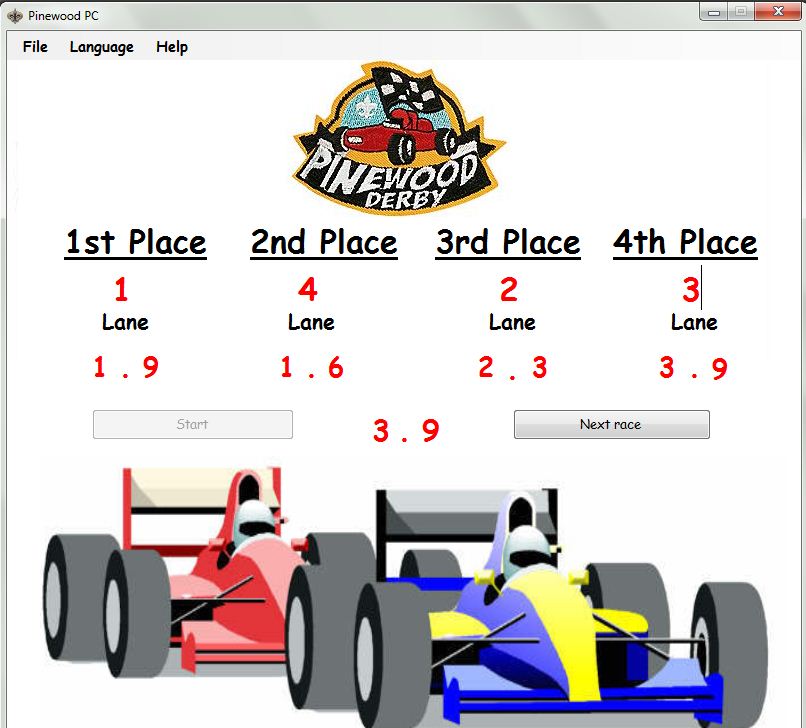 Pinewood PC
File Language Help
PINEWOOD
DERBY
1st Place 2nd Place 3rd Place 4th Place
1 4 2 3
Lane Lane Lane Lane
1 . 9 1 . 6 2 . 3 3 . 9
Start 3 . 9 Next race